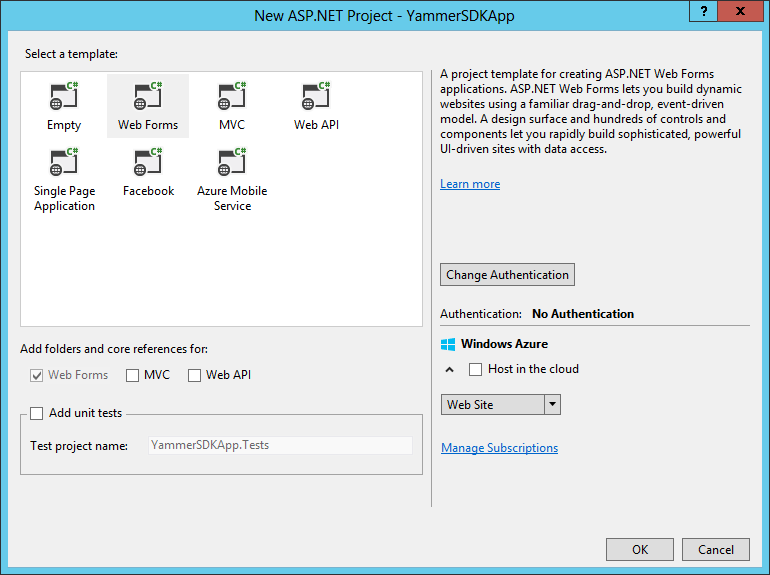 New ASP.NET Project - YammerSDKApp
?
x
Select a template:
C#
C#
C#
C#
Empty
Web Forms
MVC
Web API
C#
C#
C#
Single Page
Application
Facebook
Azure Mobile
Service
A project template for creating ASP.NET Web Forms
applications. ASP.NET Web Forms lets you build dynamic
websites using a familiar drag-and-drop, event-driven
model. A design surface and hundreds of controls and
components let you rapidly build sophisticated, powerful
UI-driven sites with data access.
Learn more
Change Authentication
Authentication: No Authentication
Windows Azure
Host in the cloud
Web Site
Manage Subscriptions
Add folders and core references for:
Web Forms
MVC
Web API
Add unit tests
Test project name: YammerSDKApp.Tests
OK
Cancel